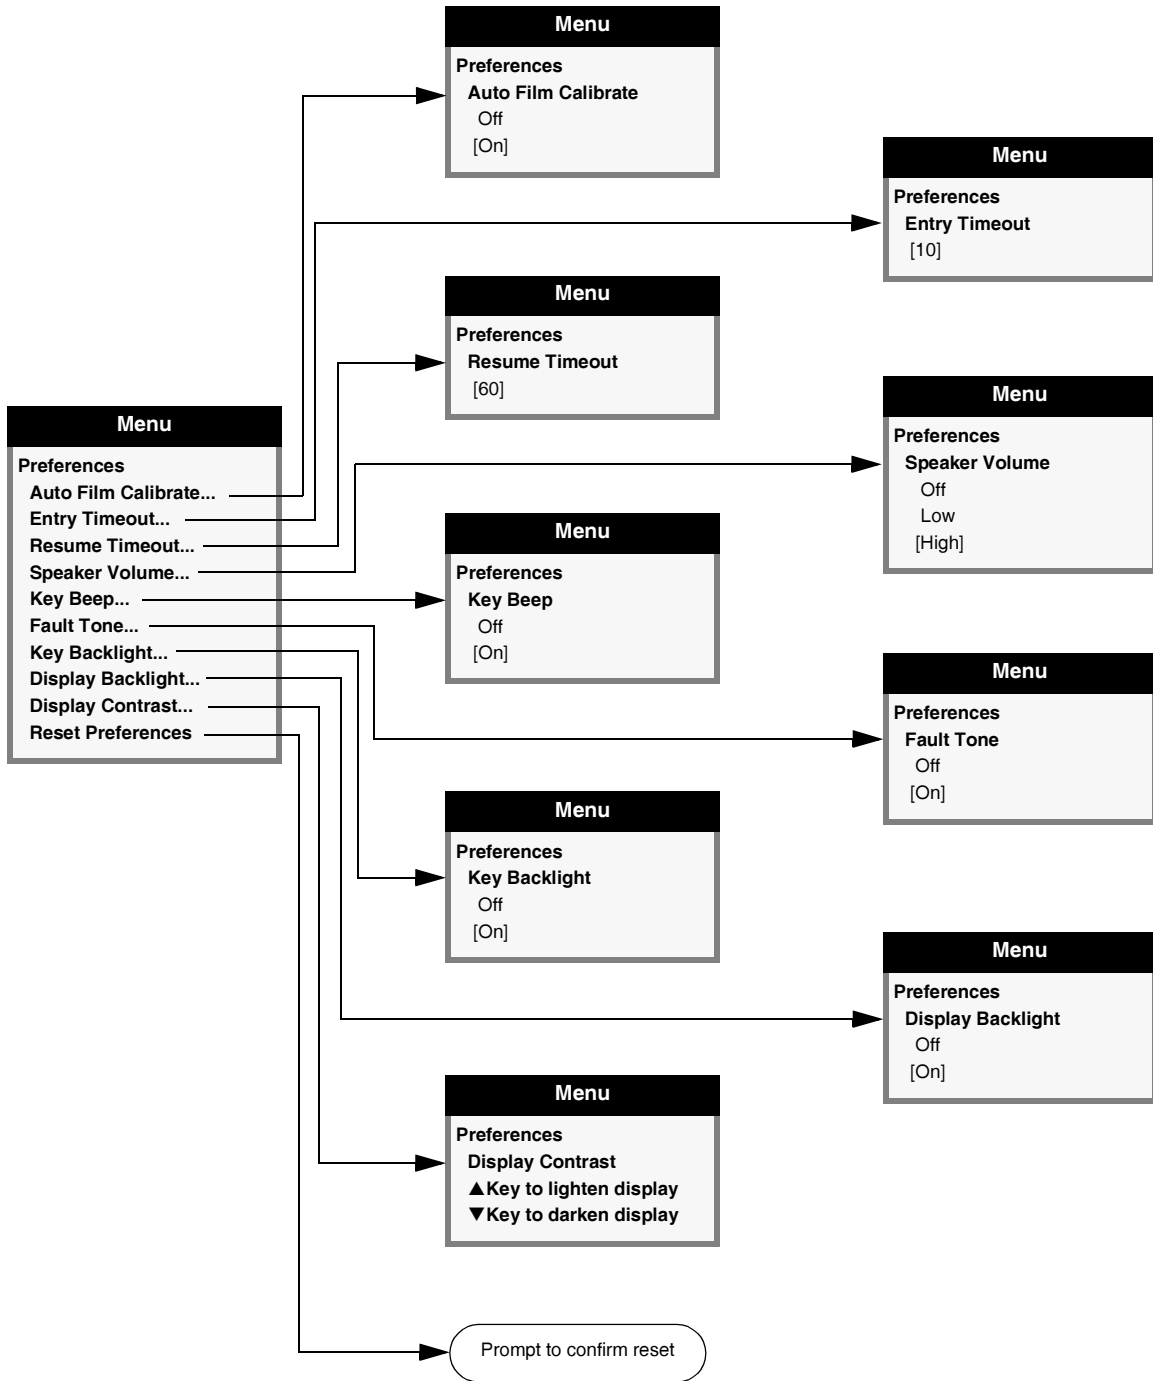 Menu
Preferences
Auto Film Calibrate
Off
[On]
Menu
Preferences
Entry Timeout
[10]
Menu
Preferences
Resume Timeout
[60]
Menu
Preferences
Speaker Volume
Off
Low
[High]
Menu
Preferences
Auto Film Calibrate...
Entry Timeout...
Resume Timeout...
Speaker Volume...
Key Beep...
Fault Tone...
Key Backlight...
Display Backlight...
Display Contrast...
Reset Preferences
Menu
Preferences
Key Beep
Off
[On]
Menu
Preferences
Fault Tone
Off
[On]
Menu
Preferences
Key Backlight
Off
[On]
Menu
Preferences
Display Backlight
Off
[On]
Menu
Preferences
Display Contrast
▲Key to lighten display
▼Key to darken display
Prompt to confirm reset